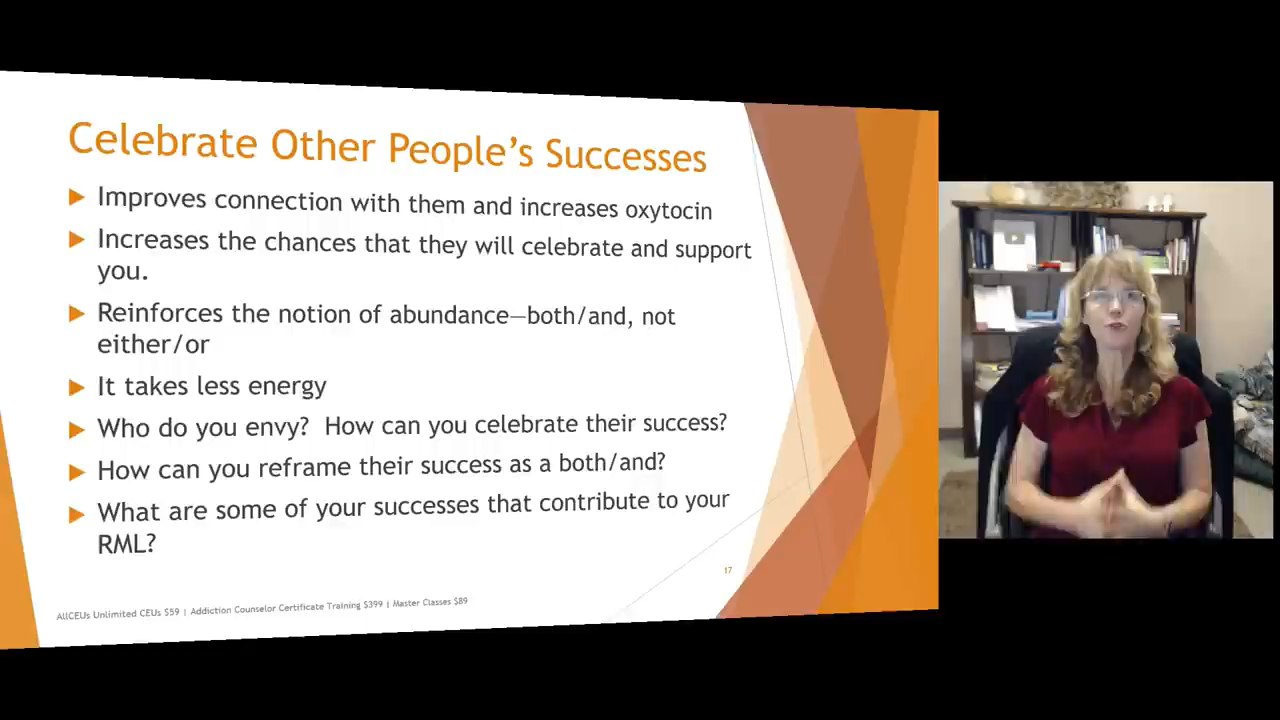 Celebrate Other People’s Successes
Improves connection with them and increases oxytocin
Increases the chances that they will celebrate and support
you.
Reinforces the notion of abundance—both/and, not
either/or
It takes less energy
Who do you envy? How can you celebrate their success?
How can you reframe their success as a both/and?
What are some of your successes that contribute to your
RML?
17
AllCEUs Unlimited CEUs $59 | Addiction Counselor Certificate Training $399 | Master Classes $89